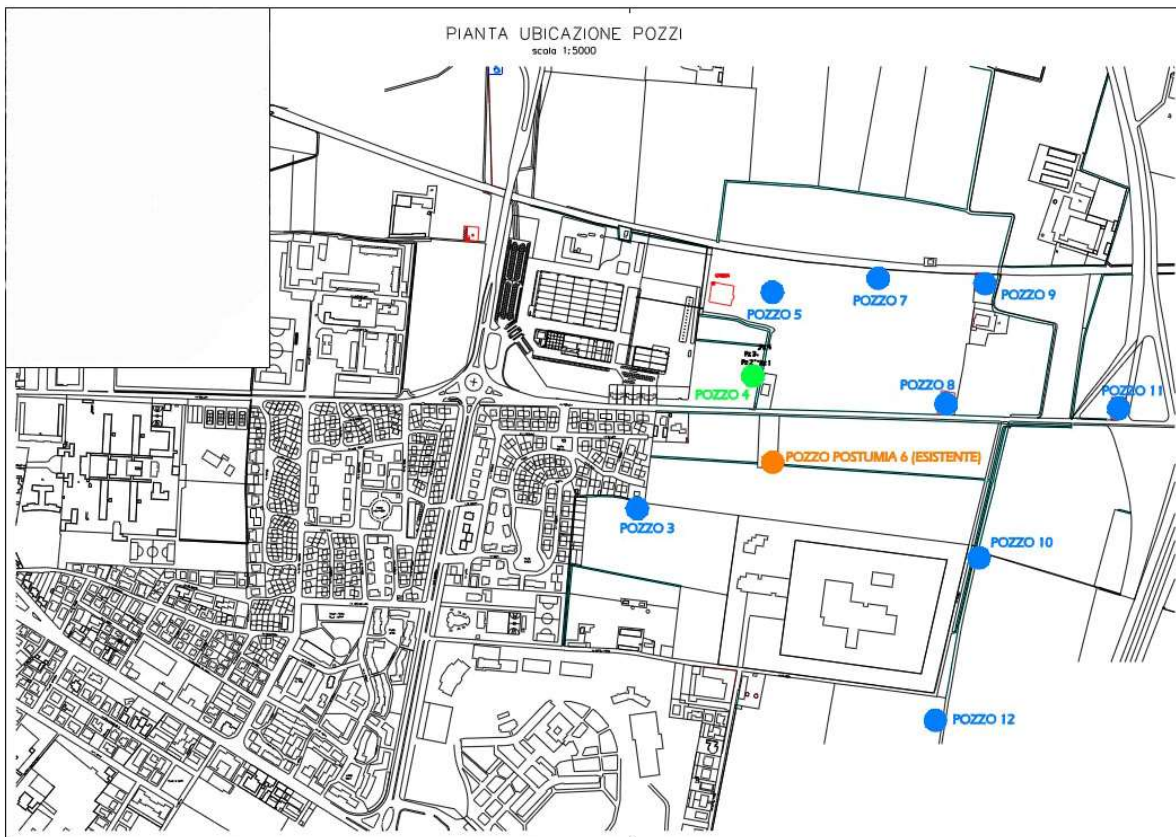 PIANTA UBICAZIONE POZZI
scala 1:5000
6
POZZO 5
POZZO 7
POZZO 9
POZZO 4
POZZO 8
POZZO 11
POZZO POSTUMIA 6 (ESISTENTE)
POZZO 3
POZZO 10
POZZO 12